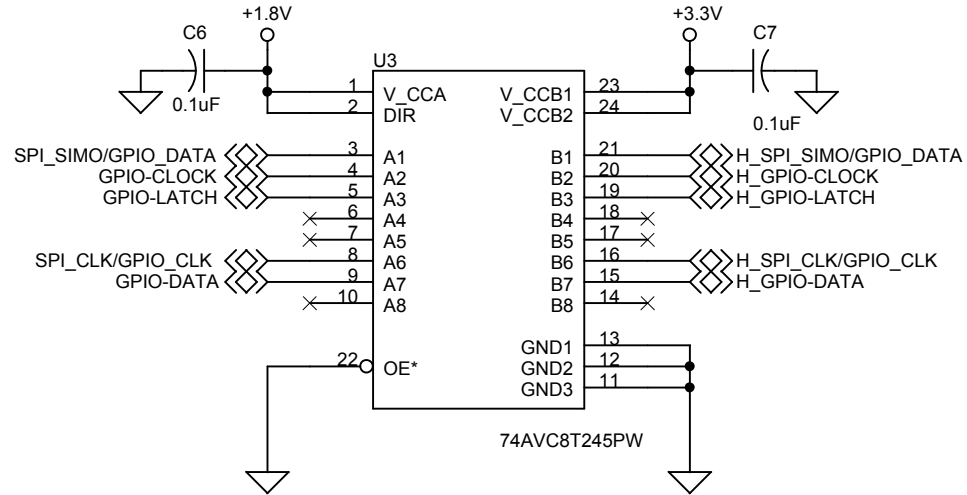 +1.8V
+3.3V
C6
C7
0.1uF
0.1uF
U3
1 V_CCA V_CCB1 23
2 DIR V_CCB2 24
SPI_SIMO/GPIO_DATA 3 A1 B1 21 H_SPI_SIMO/GPIO_DATA
GPIO-CLOCK 4 A2 B2 20 H_GPIO-CLOCK
GPIO-LATCH 5 A3 B3 19 H_GPIO-LATCH
6 A4 B4 18
7 A5 B5 17
SPI_CLK/GPIO_CLK 8 A6 B6 16 H_SPI_CLK/GPIO_CLK
GPIO-DATA 9 A7 B7 15 H_GPIO-DATA
10 A8 B8 14
GND1 13
22 OE* GND2 12
GND3 11
74AVC8T245PW